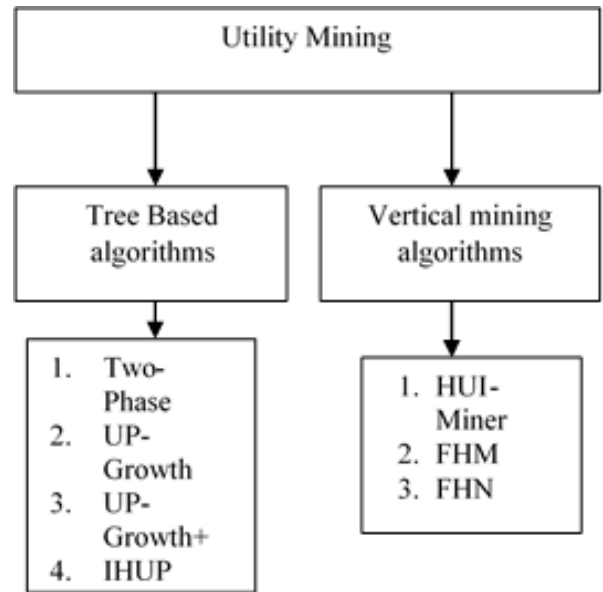 Utility Mining
Tree Based
algorithms
Vertical mining
algorithms
1. Two-
Phase
2. UP-
Growth
3. UP-
Growth+
4. IHUP
1. HUI-
Miner
2. FHM
3. FHN